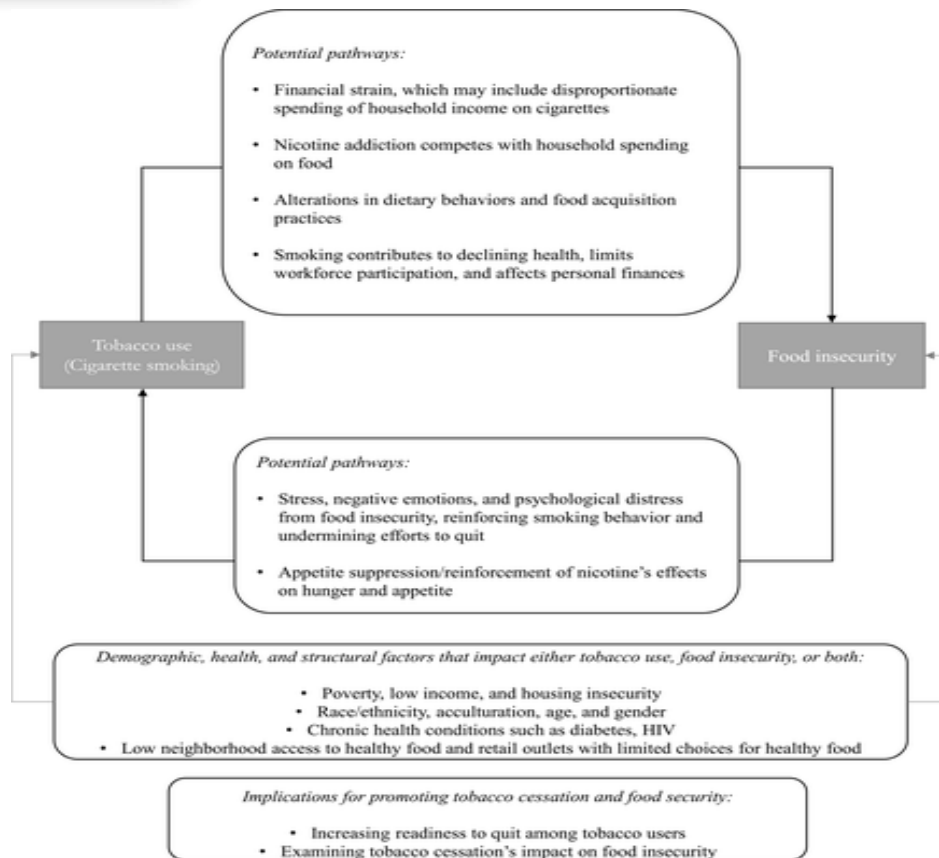 Potential pathways:
• Financial strain, which may include disproportionate
spending of household income on cigarettes
• Nicotine addiction competes with household spending
on food
• Alterations in dietary behaviors and food acquisition
practices
• Smoking contributes to declining health, limits
workforce participation, and affects personal finances
Tobacco use
(Cigarette smoking)
Food insecurity
Potential pathways:
• Stress, negative emotions, and psychological distress
from food insecurity, reinforcing smoking behavior and
undermining efforts to quit
• Appetite suppression/reinforcement of nicotine's effects
on hunger and appetite
Demographic, health, and structural factors that impact either tobacco use, food insecurity, or both:
• Poverty, low income, and housing insecurity
• Race/ethnicity, acculturation, age, and gender
• Chronic health conditions such as diabetes, HIV
• Low neighborhood access to healthy food and retail outlets with limited choices for healthy food
Implications for promoting tobacco cessation and food security:
• Increasing readiness to quit among tobacco users
• Examining tobacco cessation's impact on food insecurity